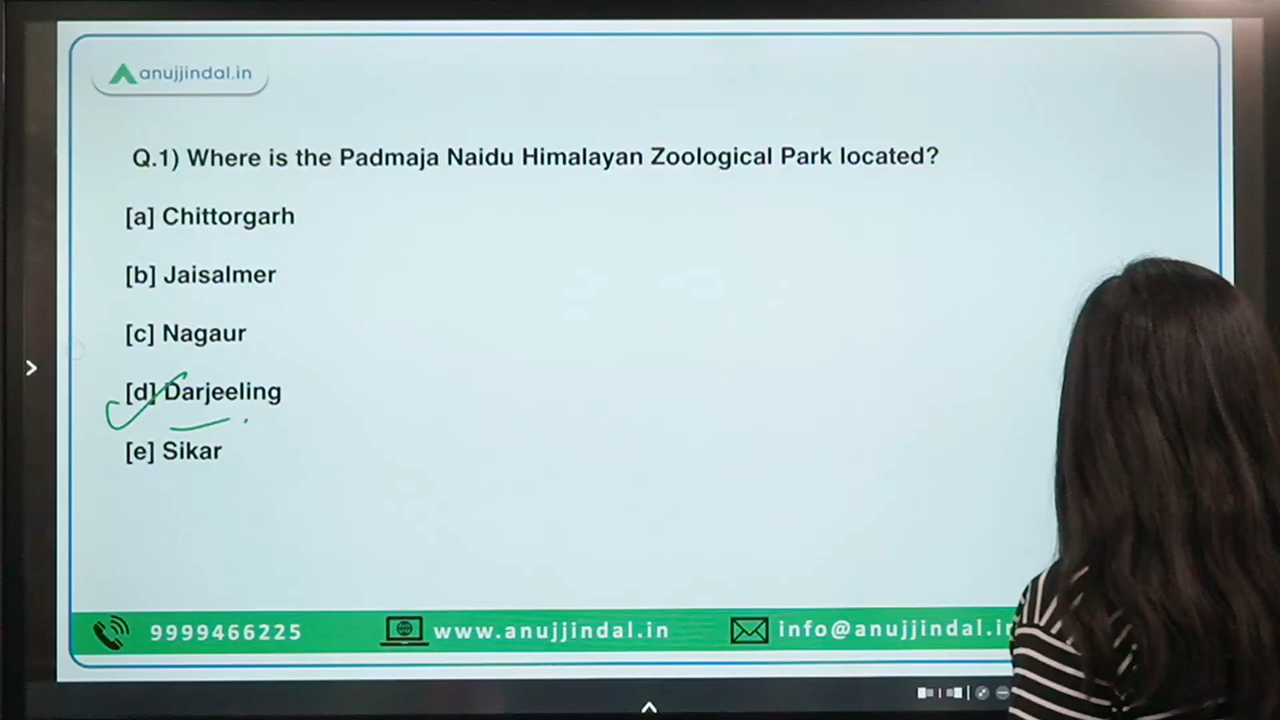 anujjindal.in
Q.1) Where is the Padmaja Naidu Himalayan Zoological Park located?
[a] Chittorgarh
[b] Jaisalmer
[c] Nagaur
[d] Darjeeling
[e] Sikar
9999466225 www.anujjindal.in info@anujjindal.in